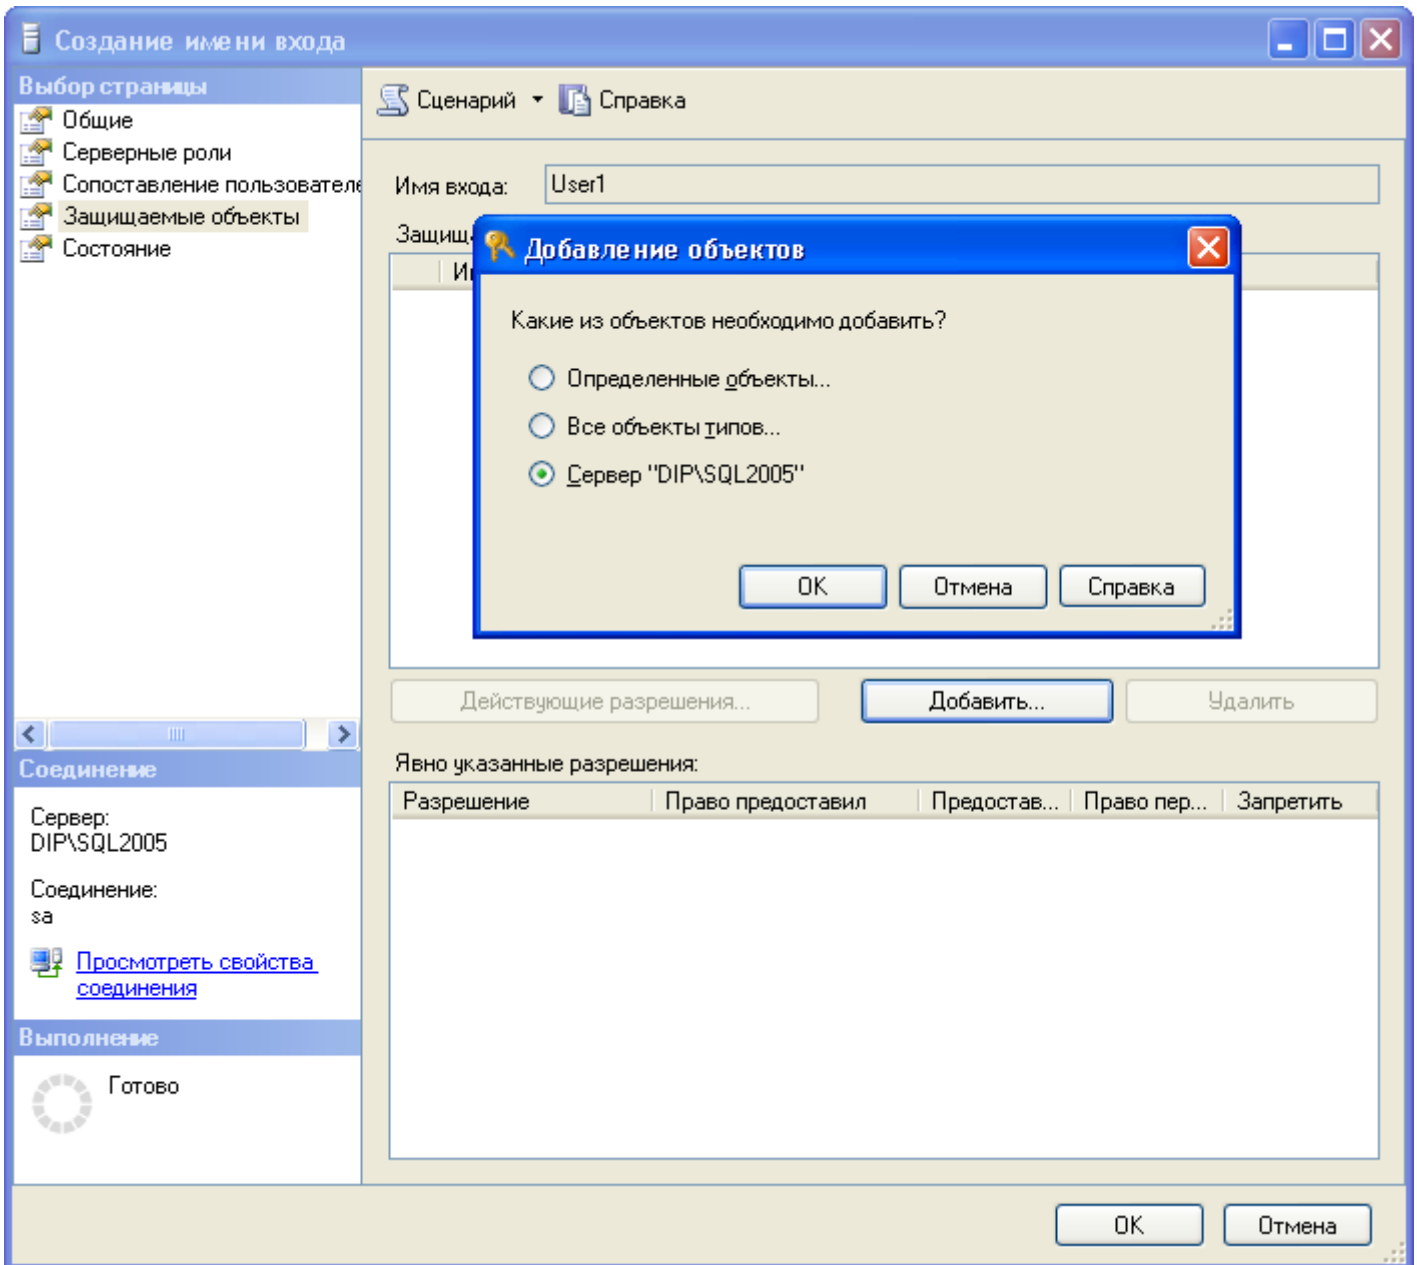 Создание имени входа
Выбор страницы
Общие
Серверные роли
Сопоставление пользователе
Защищаемые объекты
Состояние
Сценарий
Справка
Имя входа:
User1
Добавление объектов
Какие из объектов необходимо добавить?
Определенные объекты...
Все объекты типов...
Сервер "DIP\SQL2005"
OK
Отмена
Справка
Действующие разрешения...
Добавить...
Удалить
Явно указанные разрешения:
Разрешение
Право предоставил
Предостав...
Право пер...
Запретить
Соединение
Сервер:
DIP\SQL2005
Соединение:
sa
Просмотреть свойства
соединения
Выполнение
Готово
OK
Отмена